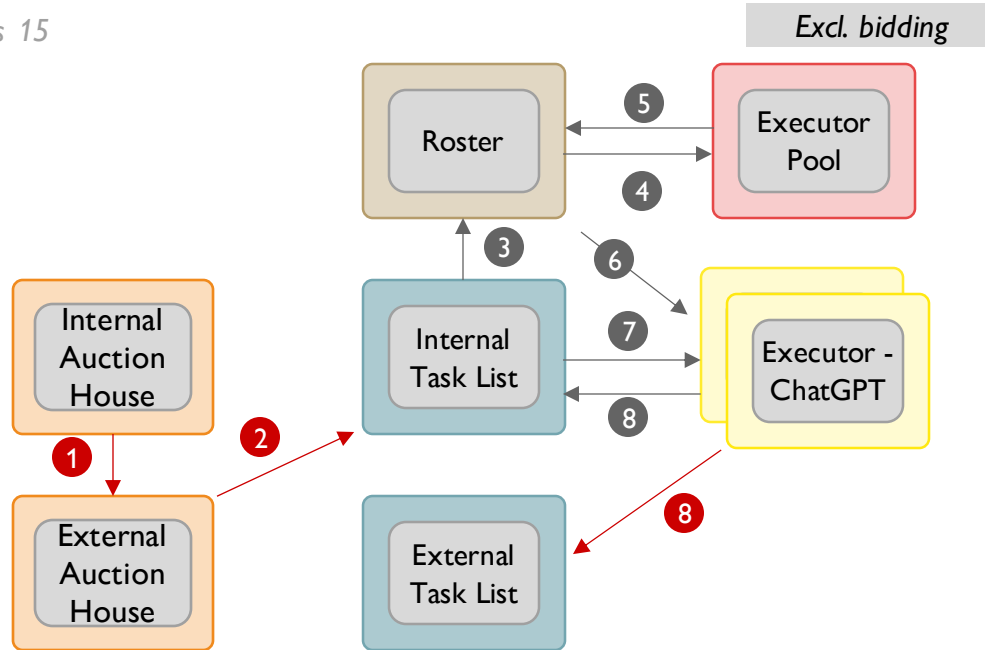 s 15
Excl. bidding
Roster
5
Executor
Pool
4
3
6
Internal
Auction
House
Internal
Task List
7
Executor -
ChatGPT
8
1
2
External
Auction
House
External
Task List
8